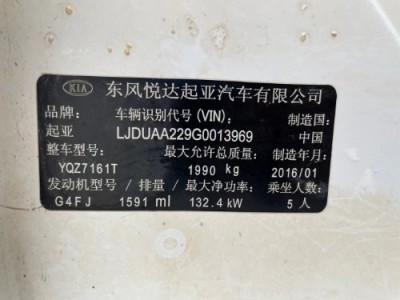 KIA 东风悦达起亚汽车有限公司
品牌: 车辆识别代号(VIN): 制造国:
起亚 LJDUAA229G0013969 中国
整车型号: 最大允许总质量: 制造年月:
YQZ7161T 1990 kg 2016/01
发动机型号 / 排量 / 最大净功率: 乘坐人数:
G4FJ 1591 ml 132.4 kW 5 人